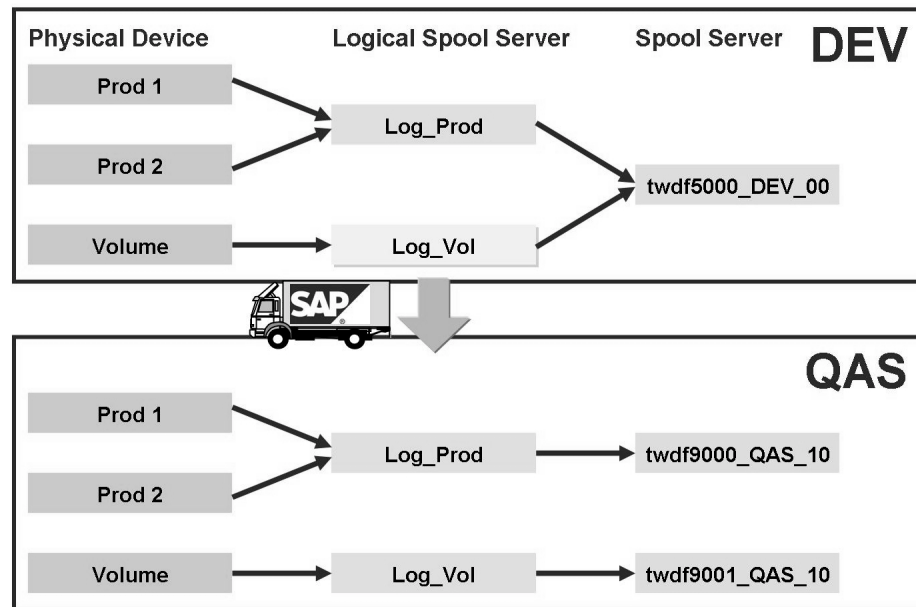 DEV
Physical Device Logical Spool Server Spool Server
Prod 1
Log_Prod
Prod 2
twdf5000_DEV_00
Volume Log_Vol
SAP
®
QAS
Prod 1
Log_Prod twdf9000_QAS_10
Prod 2
Volume Log_Vol twdf9001_QAS_10